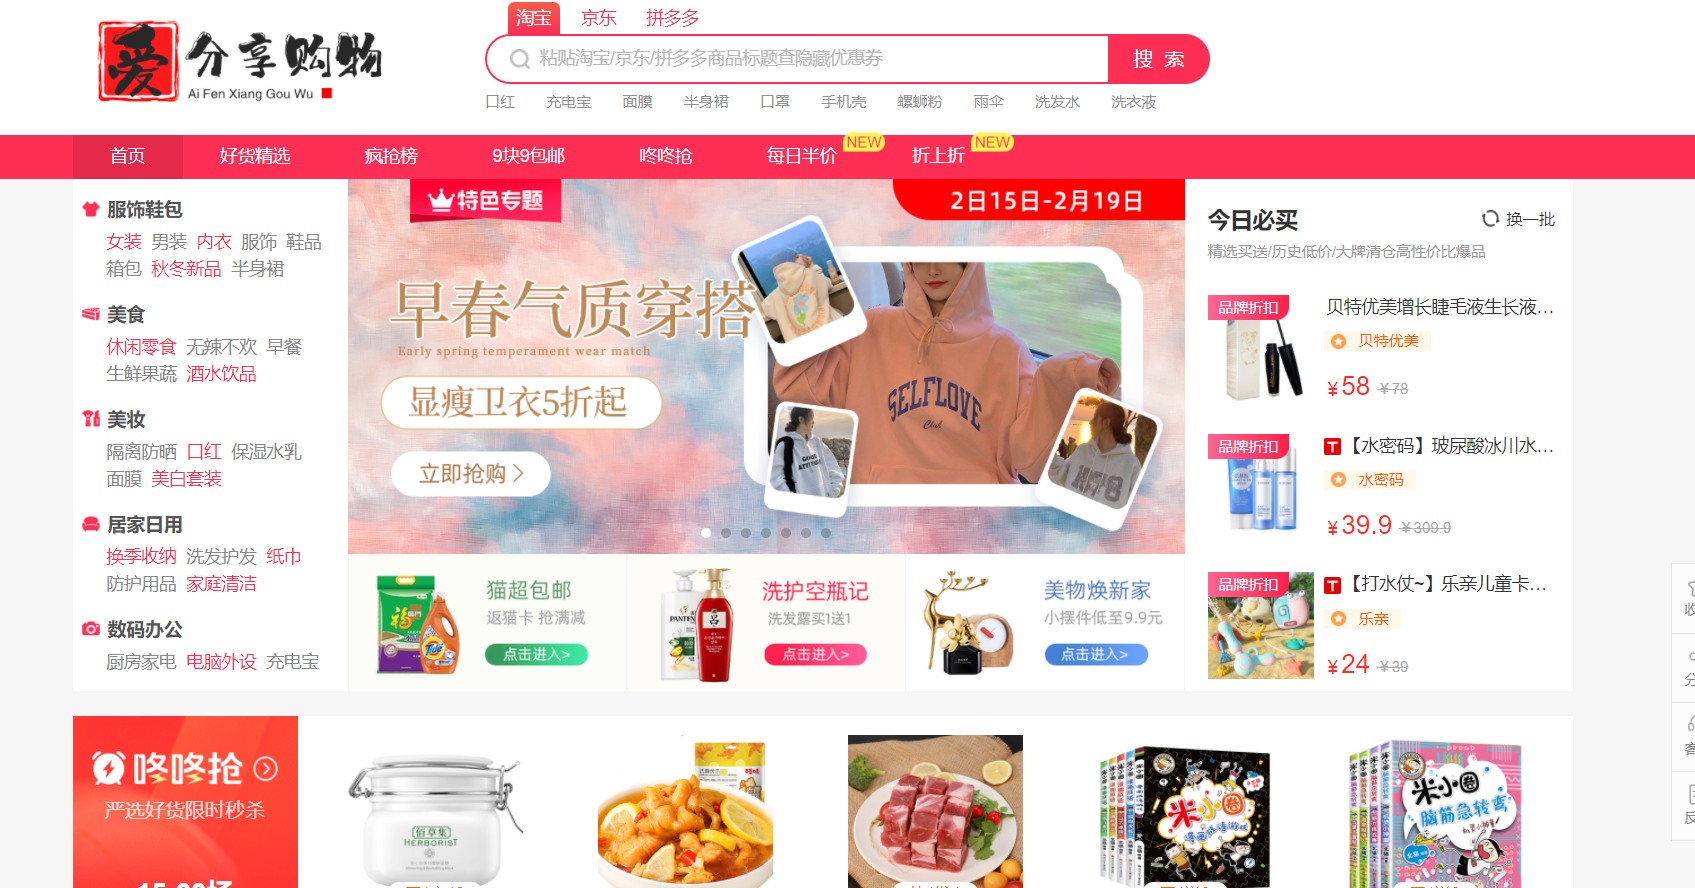 爱分享购物
Ai Fen Xiang Gou Wu
淘宝 京东 拼多多
粘贴淘宝/京东/拼多多商品标题查隐藏优惠券
搜 索
口红 充电宝 面膜 半身裙 口罩 手机壳 螺蛳粉 雨伞 洗发水 洗衣液
首页 好货精选 疯抢榜 9块9包邮 咚咚抢 每日半价 NEW 折上折 NEW
服饰鞋包
女装 男装 内衣 服饰 鞋品
箱包 秋冬新品 半身裙
美食
休闲零食 无辣不欢 早餐
生鲜果蔬 酒水饮品
美妆
隔离防晒 口红 保湿水乳
面膜 美白套装
居家日用
换季收纳 洗发护发 纸巾
防护用品 家庭清洁
数码办公
厨房家电 电脑外设 充电宝
特色专题
2日15日-2月19日
早春气质穿搭
Early spring temperament wear match
显瘦卫衣5折起
立即抢购
SELFLOVE
Club
猫超包邮
返猫卡 抢满减
点击进入>
洗护空瓶记
洗发露买1送1
点击进入>
美物焕新家
小摆件低至9.9元
点击进入>
PANTENE
吕
福
Tide
今日必买
换一批
精选买送/历史低价/大牌清仓高性价比爆品
品牌折扣
贝特优美增长睫毛液生长液...
贝特优美
¥58 ¥78
品牌折扣
T【水密码】玻尿酸冰川水...
水密码
¥39.9 ¥309.9
品牌折扣
T【打水仗~】乐亲儿童卡...
乐亲
¥24 ¥39
咚咚抢
严选好货限时秒杀
佰草集
HERBORIST
米小圈
漫画成语游戏
米小圈
脑筋急转弯